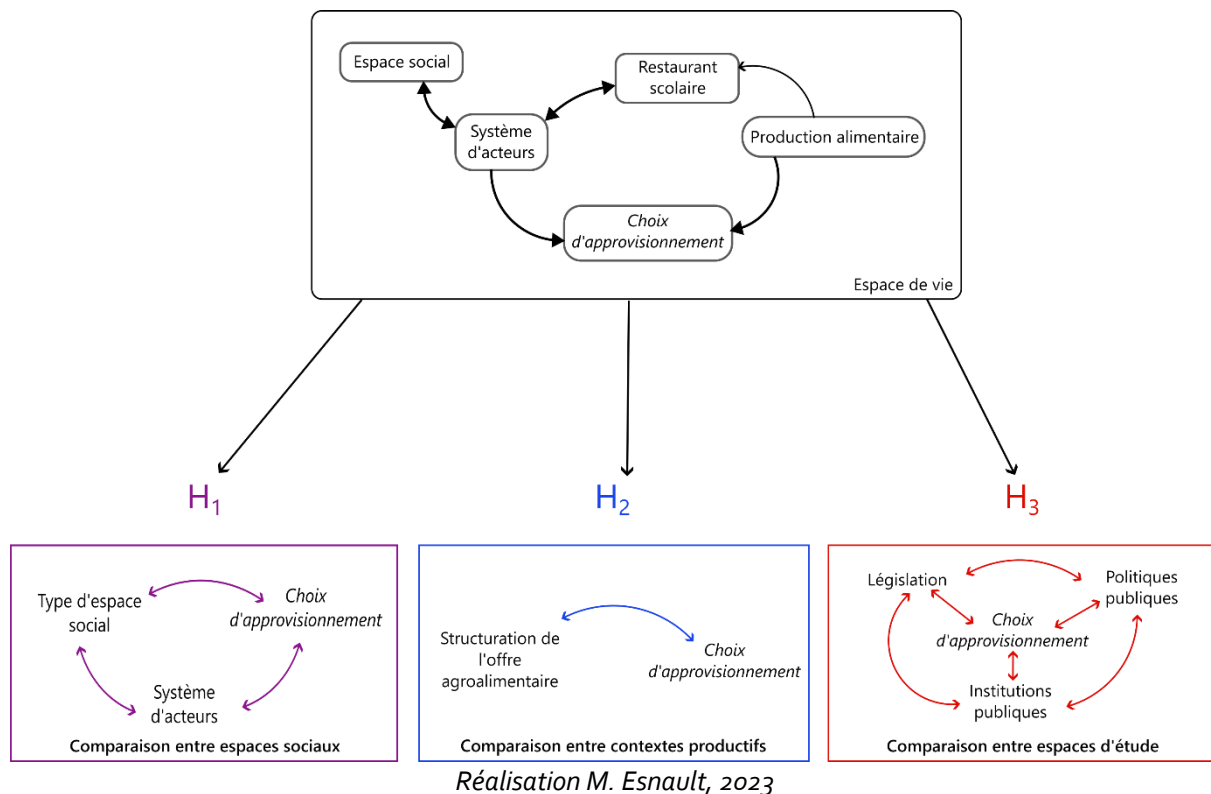 Espace social
Restaurant
scolaire
Système
d'acteurs
Production alimentaire
Choix
d'approvisionnement
Espace de vie
H₁
H₂
H₃
Type d'espace
social
Choix
d'approvisionnement
Système
d'acteurs
Comparaison entre espaces sociaux
Structuration de
l'offre
agroalimentaire
Choix
d'approvisionnement
Comparaison entre contextes productifs
Législation
Politiques
publiques
Choix
d'approvisionnement
Institutions
publiques
Comparaison entre espaces d'étude
Réalisation M. Esnault, 2023